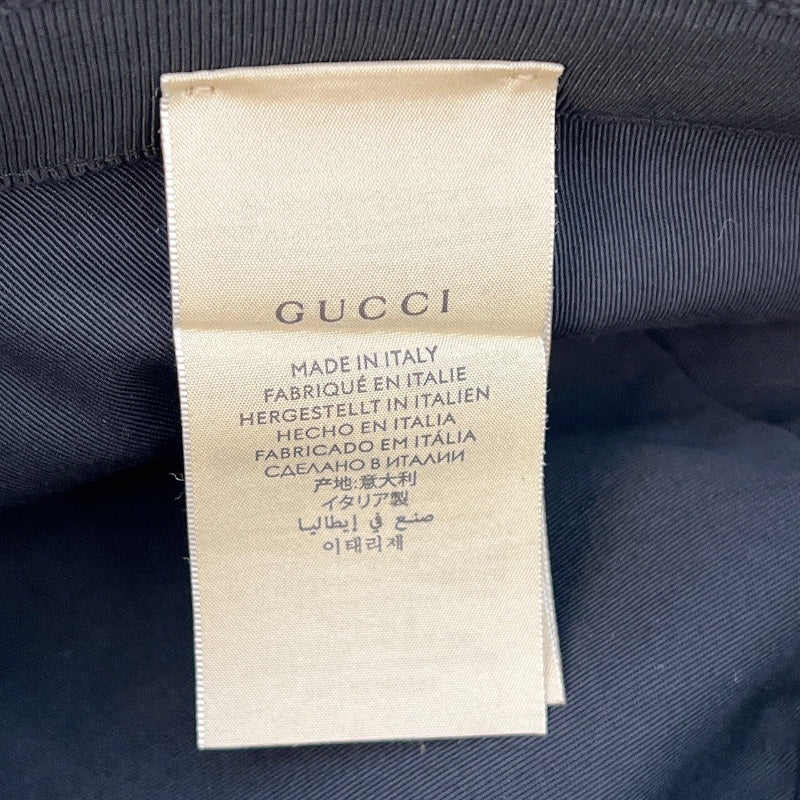 GUCCI
MADE IN ITALY
FABRIQUÉ EN ITALIE
HERGESTELLT IN ITALIEN
HECHO EN ITALIA
FABRICADO EM ITÁLIA
СДЕЛАНО В ИТАЛИИ
产地:意大利
イタリア製
صنع في إيطاليا
이태리제